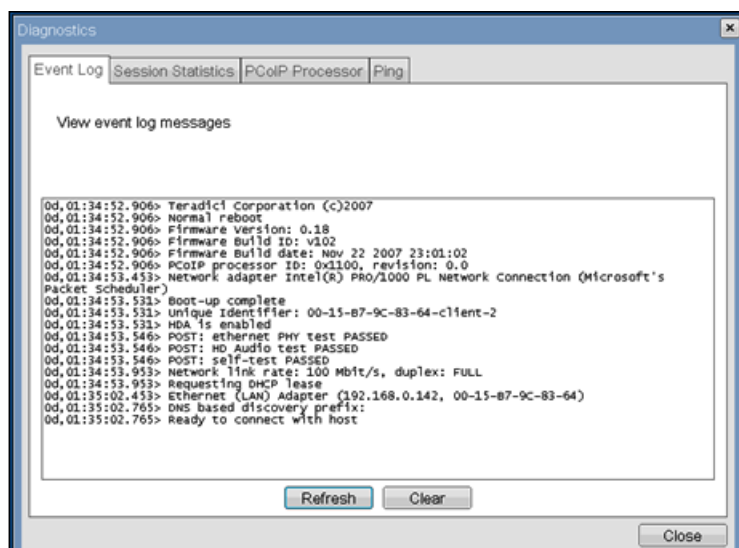 Diagnostics
Event Log Session Statistics PCoIP Processor Ping
View event log messages
0d,01:34:52.906> Teradici Corporation (c)2007
0d,01:34:52.906> Normal reboot
0d,01:34:52.906> Firmware Version: 0.18
0d,01:34:52.906> Firmware Build ID: v102
0d,01:34:52.906> Firmware Build date: Nov 22 2007 23:01:02
0d,01:34:52.906> PCoIP processor ID: 0x1100, revision: 0.0
0d,01:34:53.453> Network adapter Intel(R) PRO/1000 PL Network Connection (Microsoft's
Packet Scheduler)
0d,01:34:53.531> Boot-up complete
0d,01:34:53.531> Unique Identifier: 00-15-B7-9C-83-64-client-2
0d,01:34:53.531> HDA is enabled
0d,01:34:53.546> POST: ethernet PHY test PASSED
0d,01:34:53.546> POST: HD Audio test PASSED
0d,01:34:53.546> POST: self-test PASSED
0d,01:34:53.953> Network link rate: 100 Mbit/s, duplex: FULL
0d,01:34:53.953> Requesting DHCP lease
0d,01:35:02.453> Ethernet (LAN) Adapter (192.168.0.142, 00-15-B7-9C-83-64)
0d,01:35:02.765> DNS based discovery prefix:
0d,01:35:02.765> Ready to connect with host
Refresh Clear
Close